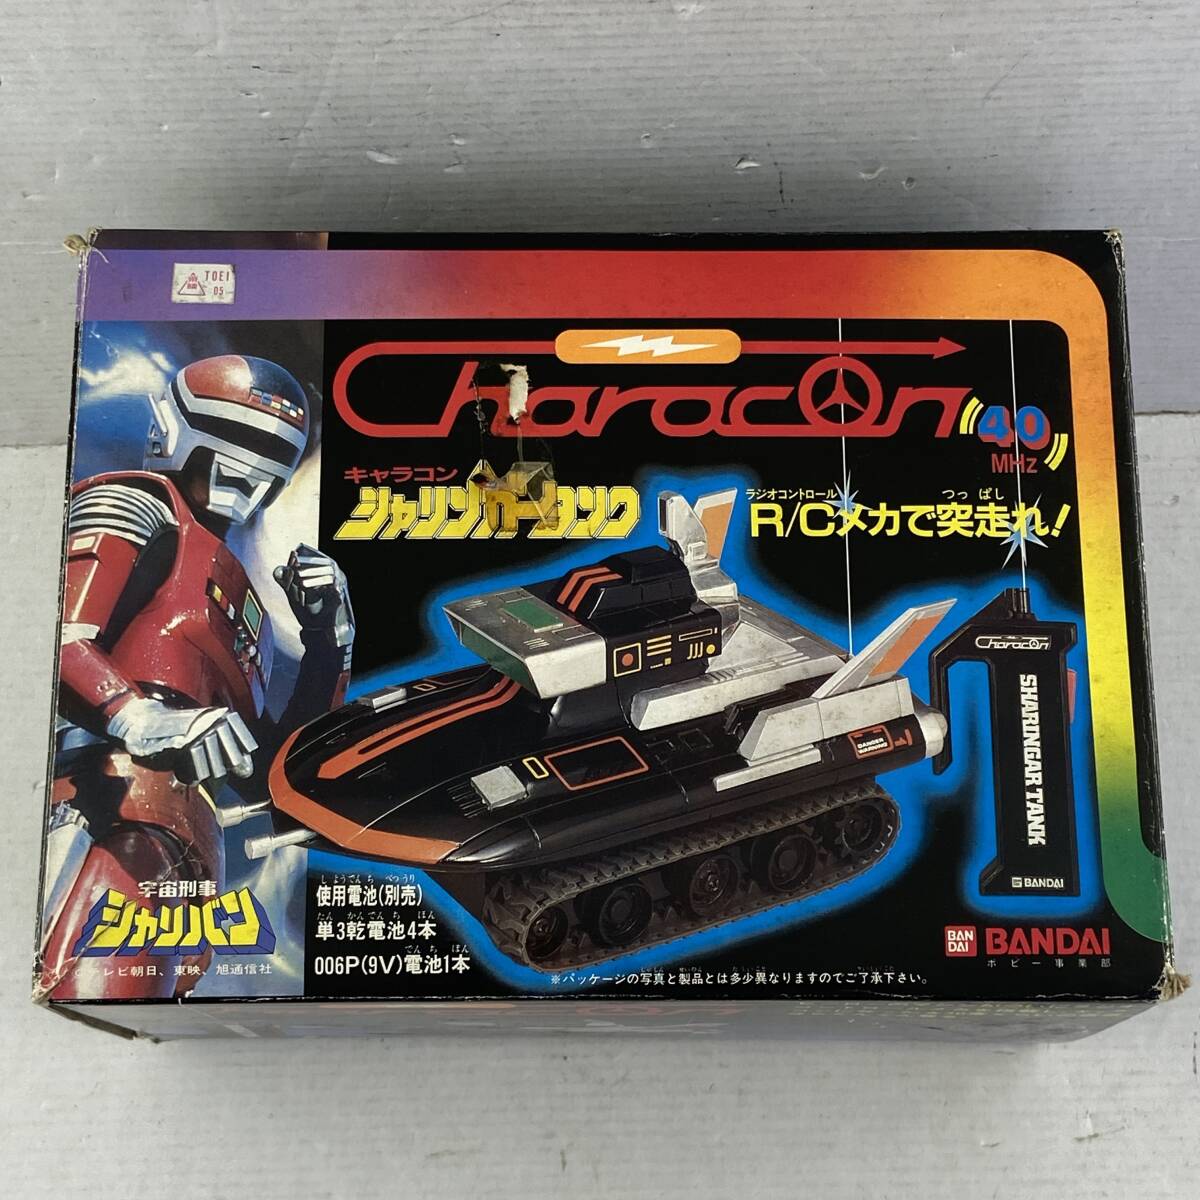 TOEI
05
Characon
40
MHz
キャラコン
シャリンガータンク
ラジオコントロール
つっ ぱし
R/Cメカで突走れ!
Characon
SHARINGAR TANK
BANDAI
DANGER
WARNING
1
宇宙刑事
シャリバン
テレビ朝日、東映、旭通信社
しようでんち べつうり
使用電池(別売)
たん かんでん ち ほん
単3乾電池4本
でん ち ぽん
006P(9V)電池1本
※パッケージの写真と製品とは多少異なりますのでご了承下さい。
BAN
DAI
BANDAI
ホビー事業部